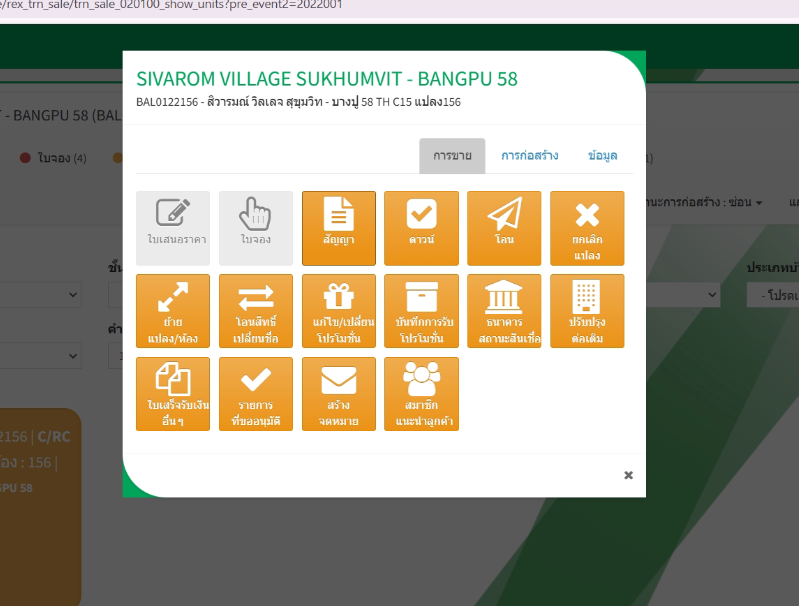 e/rex_trn_sale/trn_sale_020100_show_units?pre_event2=2022001
SIVAROM VILLAGE SUKHUMVIT - BANGPU 58
BAL0122156 - สิวารมณ์ วิลเลจ สุขุมวิท - บางปู 58 TH C15 แปลง156
- BANGPU 58 (BAL
ใบจอง (4)
การขาย
การก่อสร้าง
ข้อมูล
นะการก่อสร้าง : ซ่อน
ใบเสนอราคา
ใบจอง
สัญญา
ดาวน์
โอน
ยกเลิก
แปลง
ประเภทบ้
ย้าย
แปลง/ห้อง
โอนสิทธิ์
เปลี่ยนชื่อ
แก้ไข/เปลี่ยน
โปรโมชั่น
บันทึกการรับ
โปรโมชั่น
ธนาคาร
สถานะสินเชื่อ
ปรับปรุง
ต่อเติม
ใบเสร็จรับเงิน
อื่น ๆ
รายการ
ที่ขออนุมัติ
สร้าง
จดหมาย
สมาชิก
แนะนำลูกค้า
2156 | C/RC
อง : 156 |
GPU 58